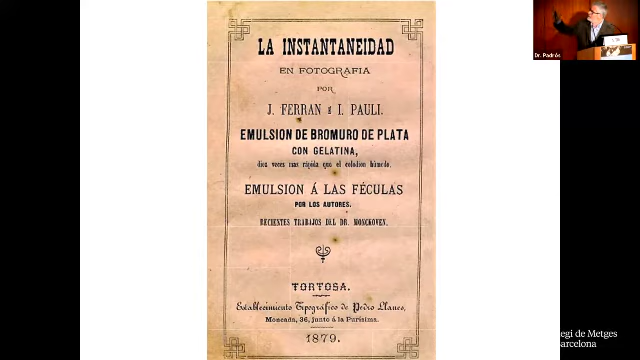 LA INSTANTANEIDAD
EN FOTOGRAFIA
POR
J. FERRAN É I. PAULI.
EMULSION DE BROMURO DE PLATA
CON GELATINA,
diez veces mas rápida que el colodion húmedo.
EMULSION Á LAS FÉCULAS
POR LOS AUTORES.
RECIENTES TRABAJOS DEL DR. MONCKOVEN.
TORTOSA.
Establecimiento Tipográfico de Pedro Llanes,
Moncada, 36, junto á la Purísima.
1879.
Dr. Padrós
egi de Metges
Barcelona